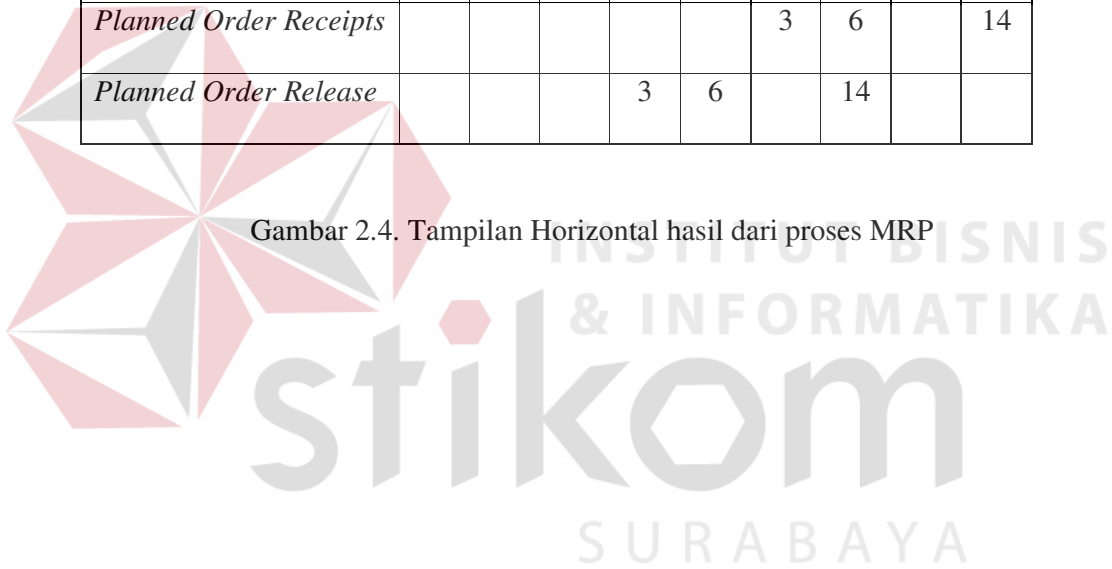 Planned Order Receipts 3 6 14
Planned Order Release 3 6 14
Gambar 2.4. Tampilan Horizontal hasil dari proses MRP
INSTITUT BISNIS
& INFORMATIKA
stikom
SURABAYA